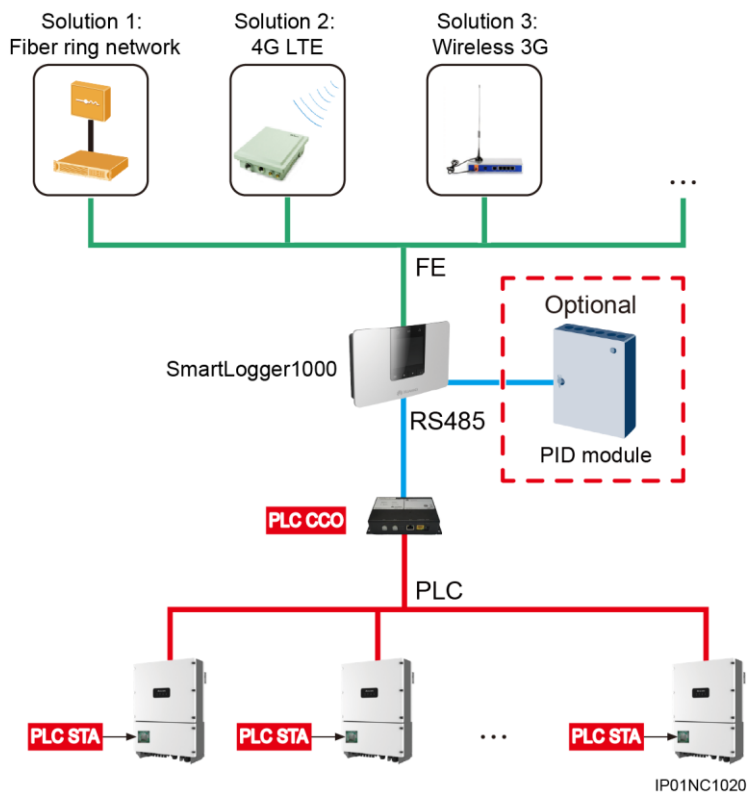 Solution 1:
Fiber ring network
Solution 2:
4G LTE
Solution 3:
Wireless 3G
...
FE
Optional
SmartLogger1000
RS485
PID module
PLC CCO
PLC
PLC STA
PLC STA
...
PLC STA
IP01NC1020